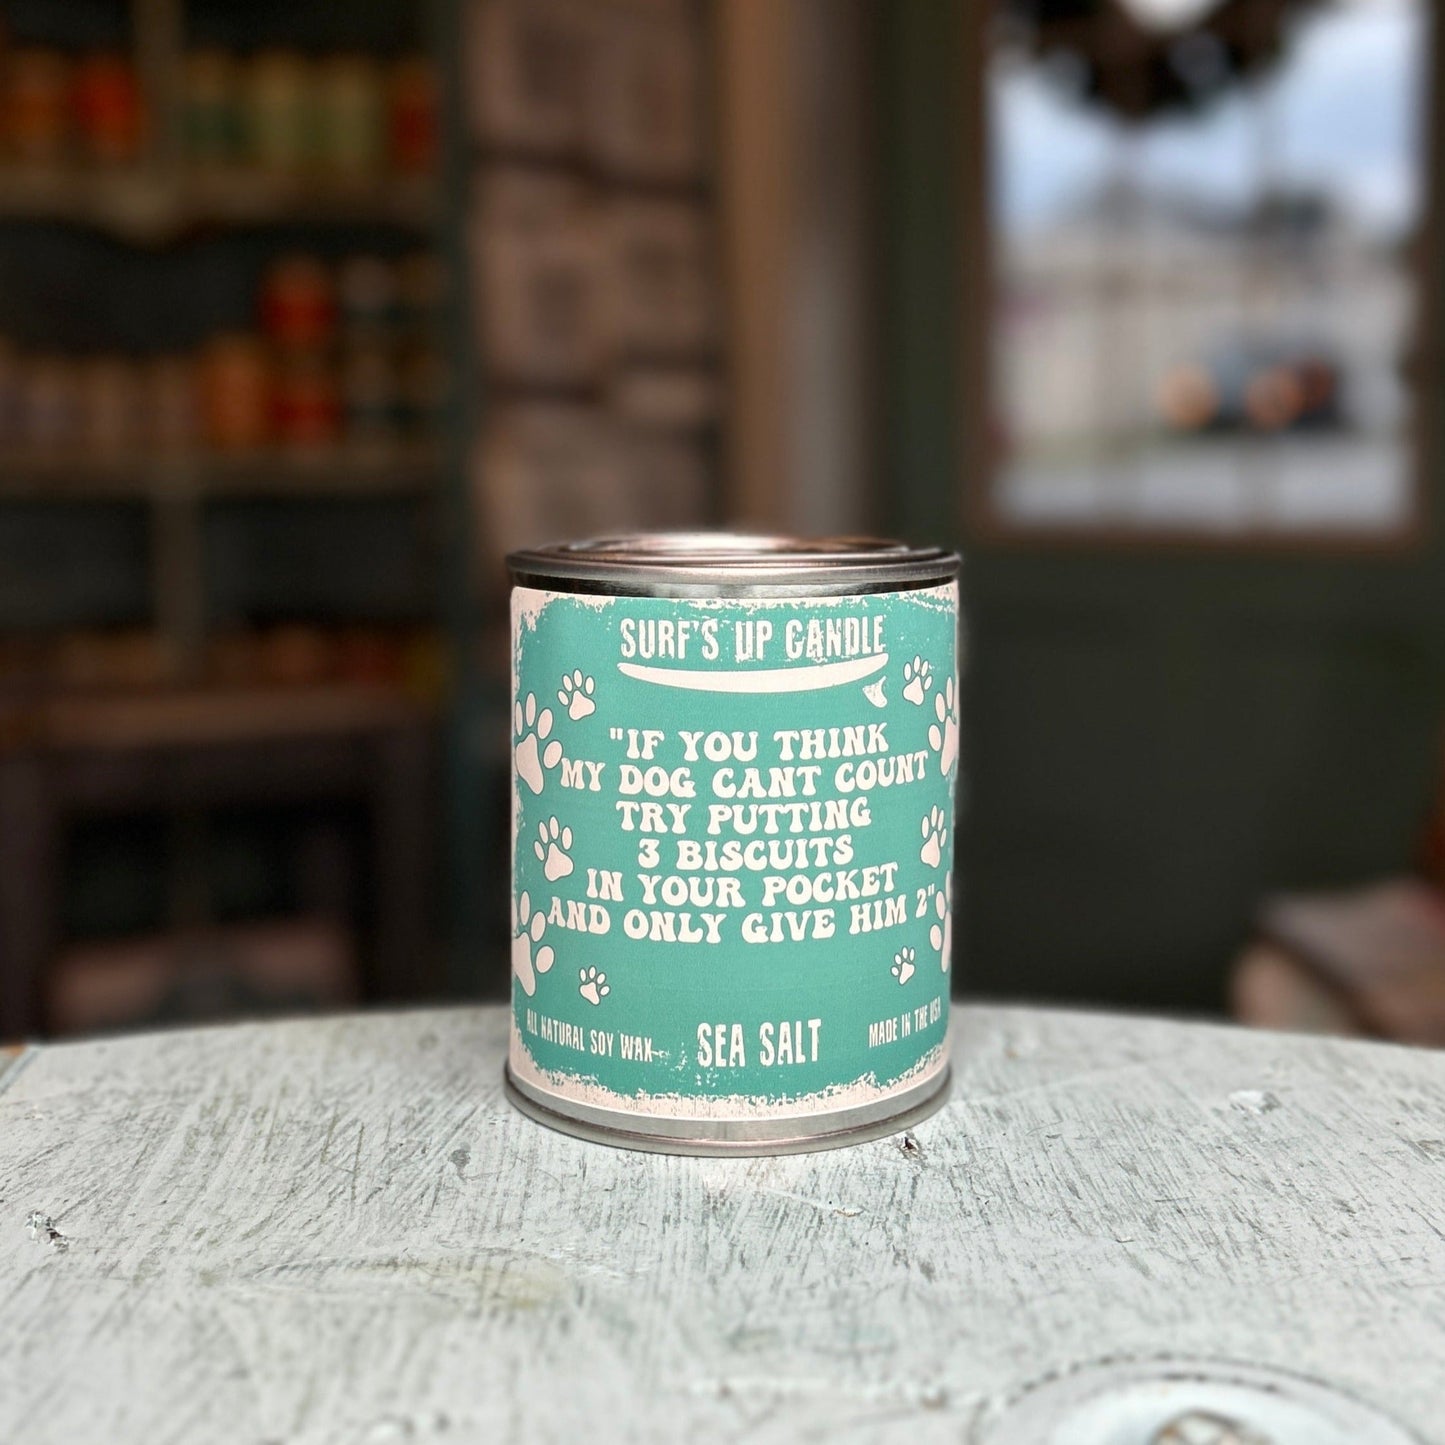 SURF'S UP CANDLE
"IF YOU THINK
MY DOG CANT COUNT
TRY PUTTING
3 BISCUITS
IN YOUR POCKET
AND ONLY GIVE HIM 2"
ALL NATURAL SOY WAX
SEA SALT
MADE IN THE USA